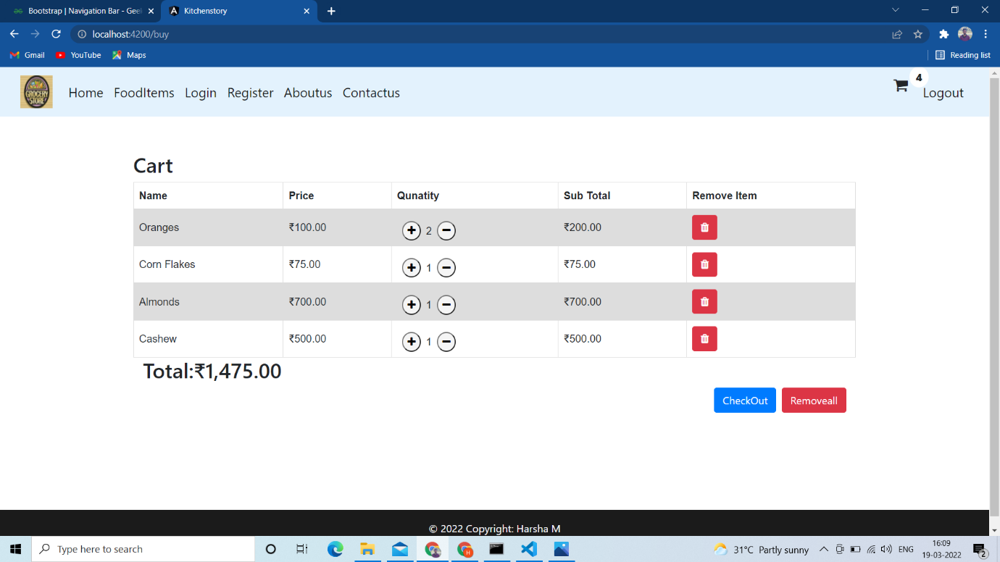 Bootstrap | Navigation Bar - Geek
Kitchenstory
localhost:4200/buy
Gmail YouTube Maps
Reading list
GROCERY
STORE
Home FoodItems Login Register Aboutus Contactus
4
Logout
Cart
Name Price Qunatity Sub Total Remove Item
Oranges ₹100.00 2 ₹200.00
Corn Flakes ₹75.00 1 ₹75.00
Almonds ₹700.00 1 ₹700.00
Cashew ₹500.00 1 ₹500.00
Total:₹1,475.00
CheckOut Removeall
© 2022 Copyright: Harsha M
Type here to search
H
31°C Partly sunny
ENG
16:09
19-03-2022
2